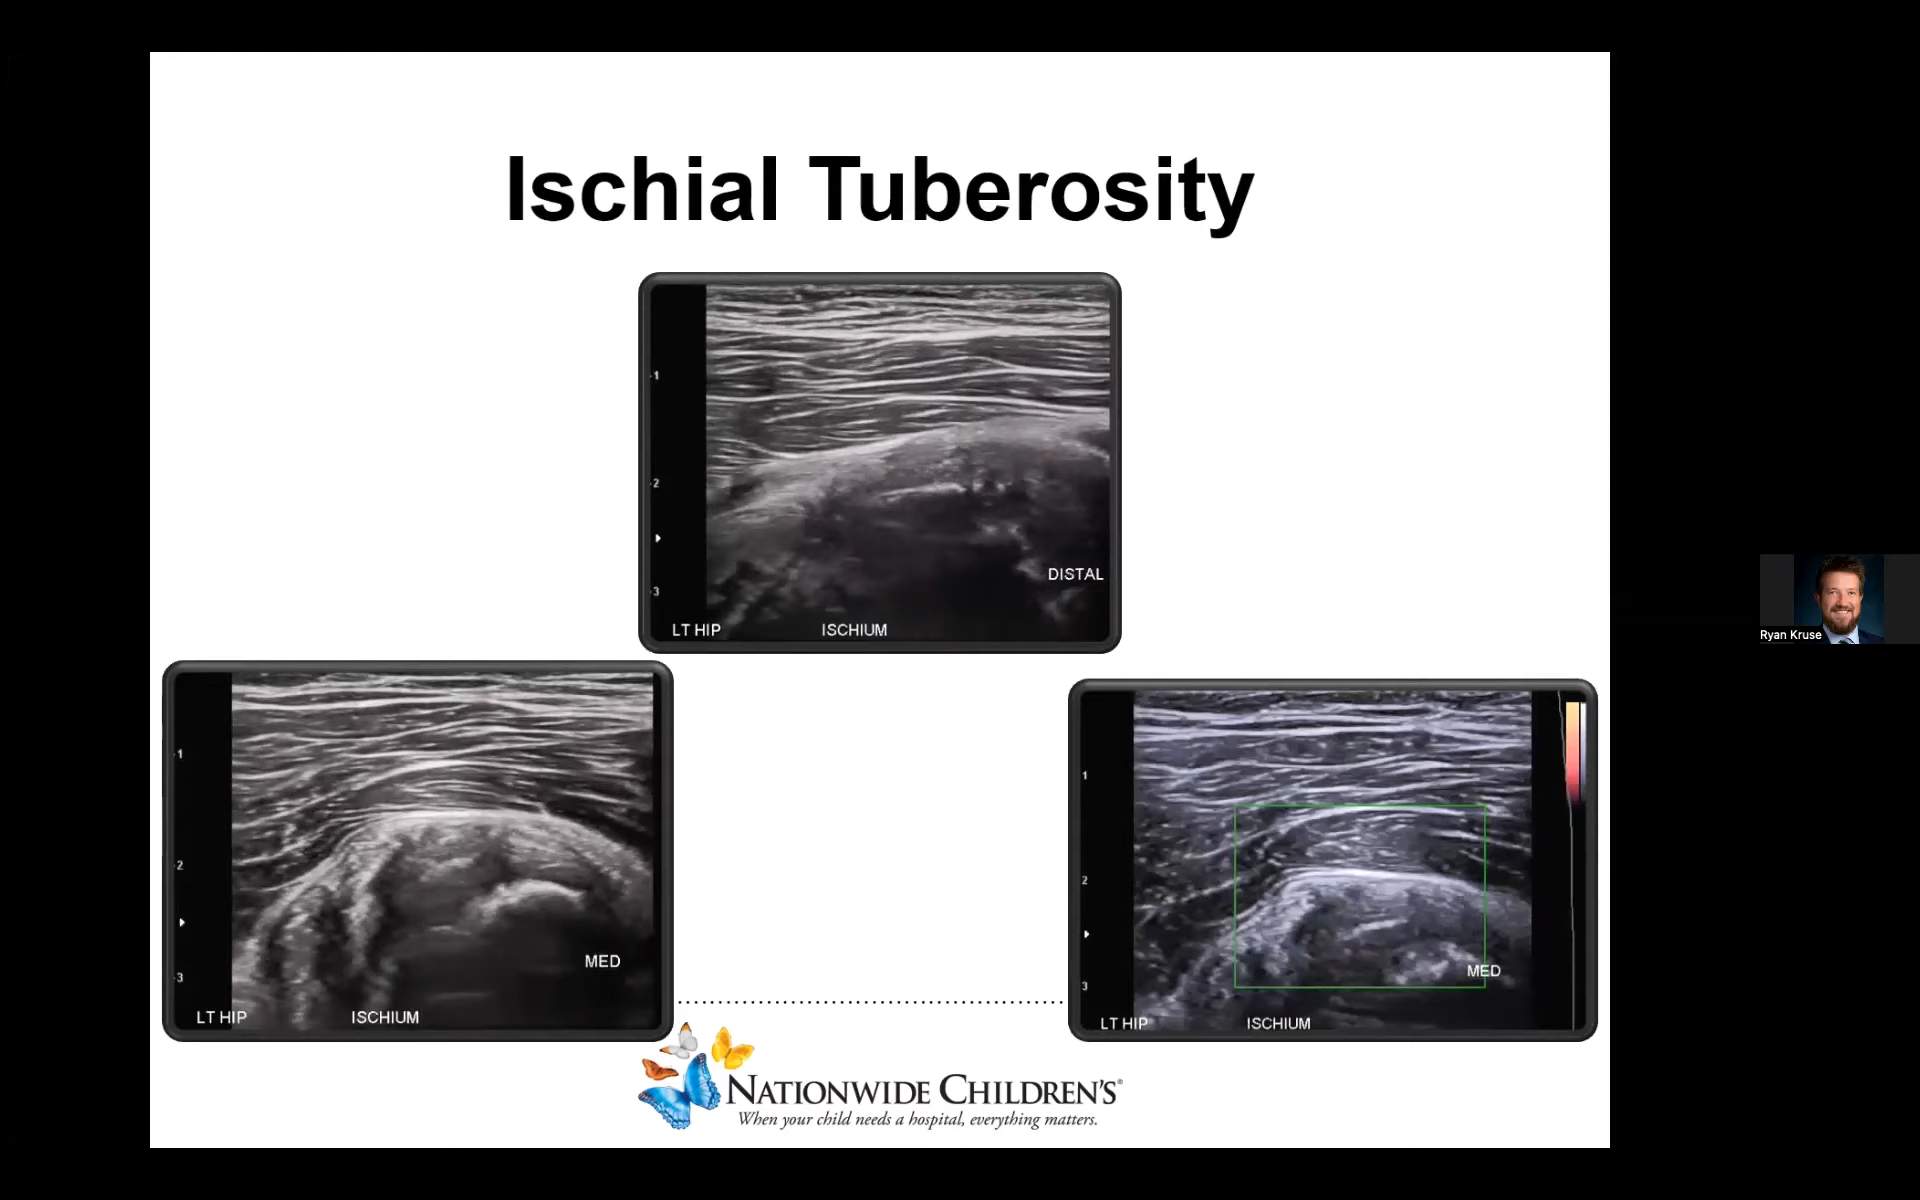 Ischial Tuberosity
1
2
3
DISTAL
LT HIP ISCHIUM
1
2
3
MED
LT HIP ISCHIUM
1
2
3
MED
LT HIP ISCHIUM
NATIONWIDE CHILDREN'S®
When your child needs a hospital, everything matters.
Ryan Kruse